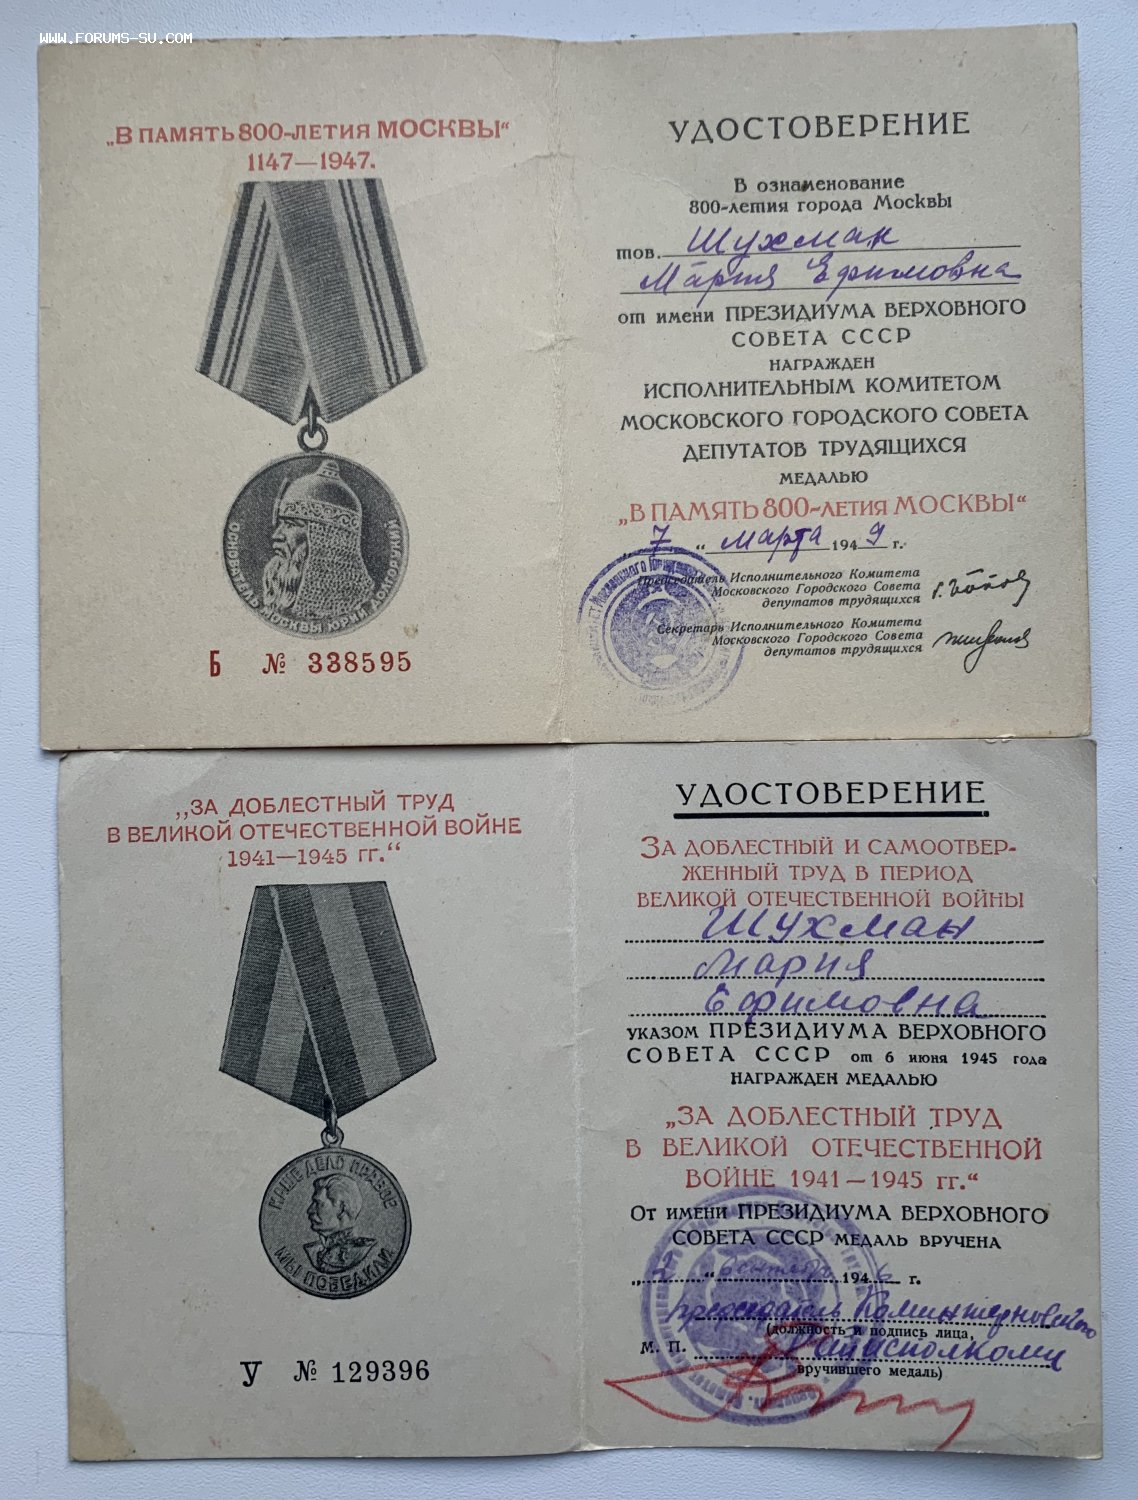 WWW.FORUMS-SU.COM
„В ПАМЯТЬ 800-ЛЕТИЯ МОСКВЫ“
1147—1947.
ОСНОВАТЕЛЬ МОСКВЫ ЮРИЙ ДОЛГОРУКИЙ
Б № 338595
УДОСТОВЕРЕНИЕ
В ознаменование
800-летия города Москвы
тов. Шухман
Мария Ефимовна
от имени ПРЕЗИДИУМА ВЕРХОВНОГО
СОВЕТА СССР
НАГРАЖДЕН
ИСПОЛНИТЕЛЬНЫМ КОМИТЕТОМ
МОСКОВСКОГО ГОРОДСКОГО СОВЕТА
ДЕПУТАТОВ ТРУДЯЩИХСЯ
МЕДАЛЬЮ
„В ПАМЯТЬ 800-ЛЕТИЯ МОСКВЫ“
7 “ марта 1949 г.
Председатель Исполнительного Комитета
Московского Городского Совета
депутатов трудящихся
Секретарь Исполнительного Комитета
Московского Городского Совета
депутатов трудящихся
„ЗА ДОБЛЕСТНЫЙ ТРУД
В ВЕЛИКОЙ ОТЕЧЕСТВЕННОЙ ВОЙНЕ
1941—1945 ГГ.“
НАШЕ ДЕЛО ПРАВОЕ
МЫ ПОБЕДИЛИ
У № 129396
УДОСТОВЕРЕНИЕ
ЗА ДОБЛЕСТНЫЙ И САМООТВЕР-
ЖЕННЫЙ ТРУД В ПЕРИОД
ВЕЛИКОЙ ОТЕЧЕСТВЕННОЙ ВОЙНЫ
Шухман
Мария
Ефимовна
УКАЗОМ ПРЕЗИДИУМА ВЕРХОВНОГО
СОВЕТА СССР от 6 июня 1945 года
НАГРАЖДЕН МЕДАЛЬЮ
„ЗА ДОБЛЕСТНЫЙ ТРУД
В ВЕЛИКОЙ ОТЕЧЕСТВЕННОЙ
ВОЙНЕ 1941—1945 гг.“
От имени ПРЕЗИДИУМА ВЕРХОВНОГО
СОВЕТА СССР МЕДАЛЬ ВРУЧЕНА
„2 “ сентября 1946 г.
председатель Коминтерновского
(должность и подпись лица,
М. П. Райисполкома
вручившего медаль)